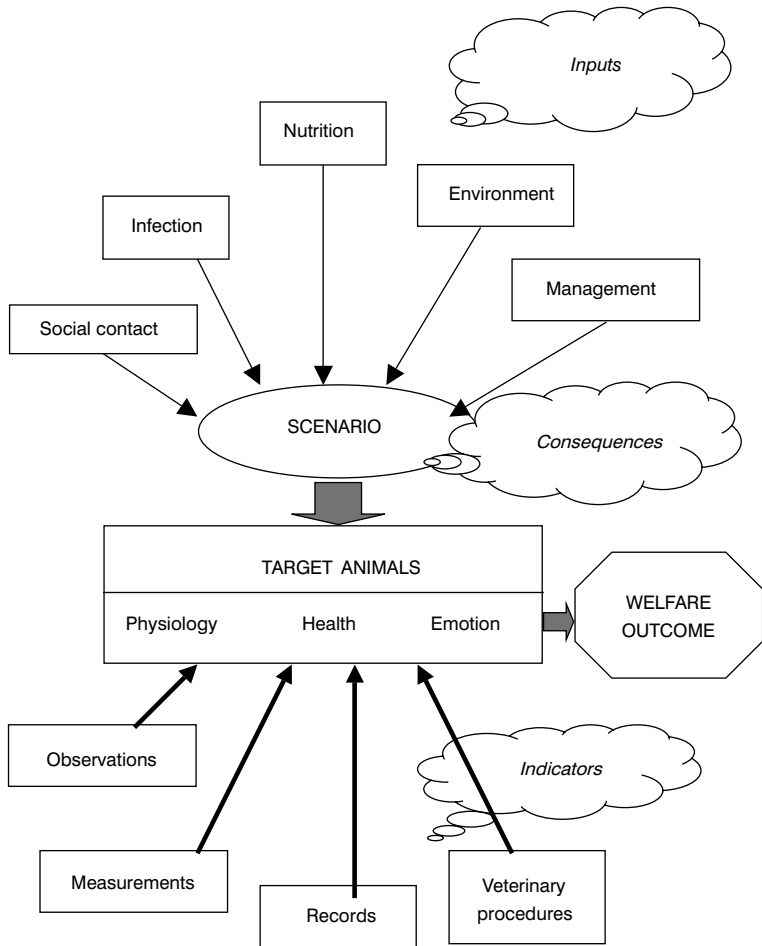 Inputs
Nutrition
Environment
Infection
Management
Social contact
SCENARIO
Consequences
TARGET ANIMALS
Physiology Health Emotion
WELFARE
OUTCOME
Observations
Indicators
Measurements
Veterinary
procedures
Records